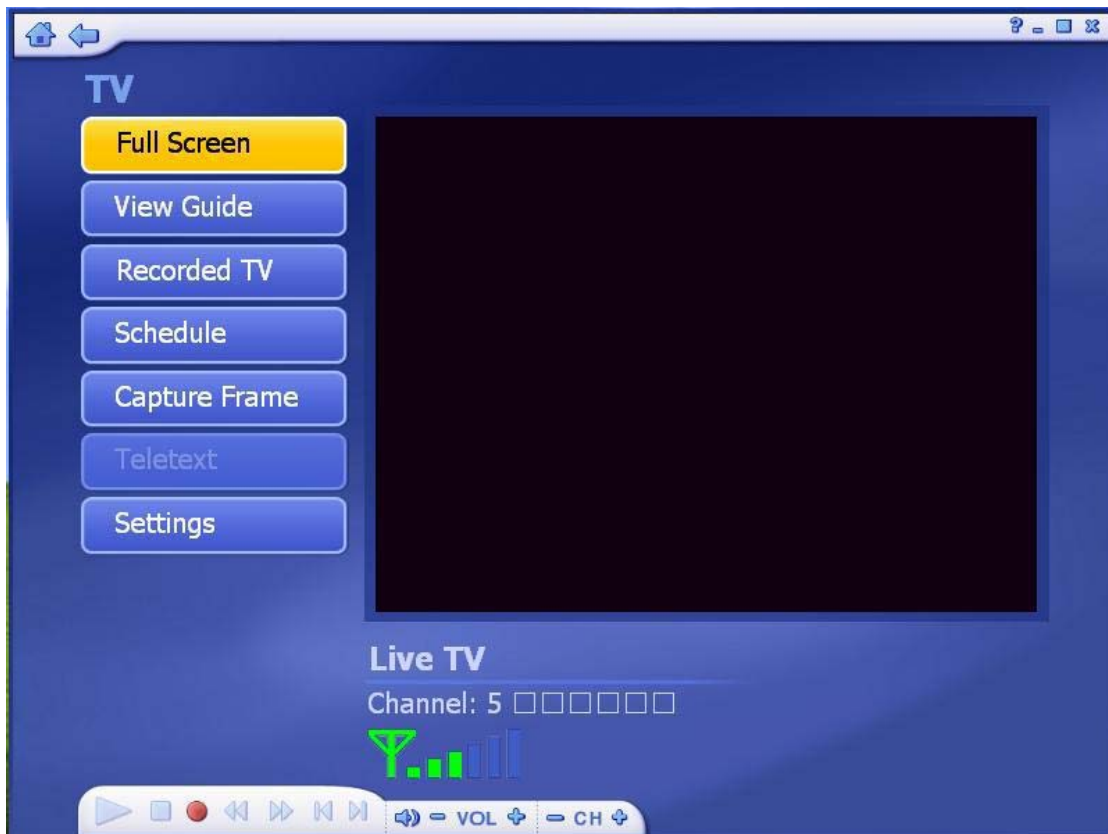 TV
Full Screen
View Guide
Recorded TV
Schedule
Capture Frame
Teletext
Settings
Live TV
Channel: 5 □□□□□□
VOL
CH